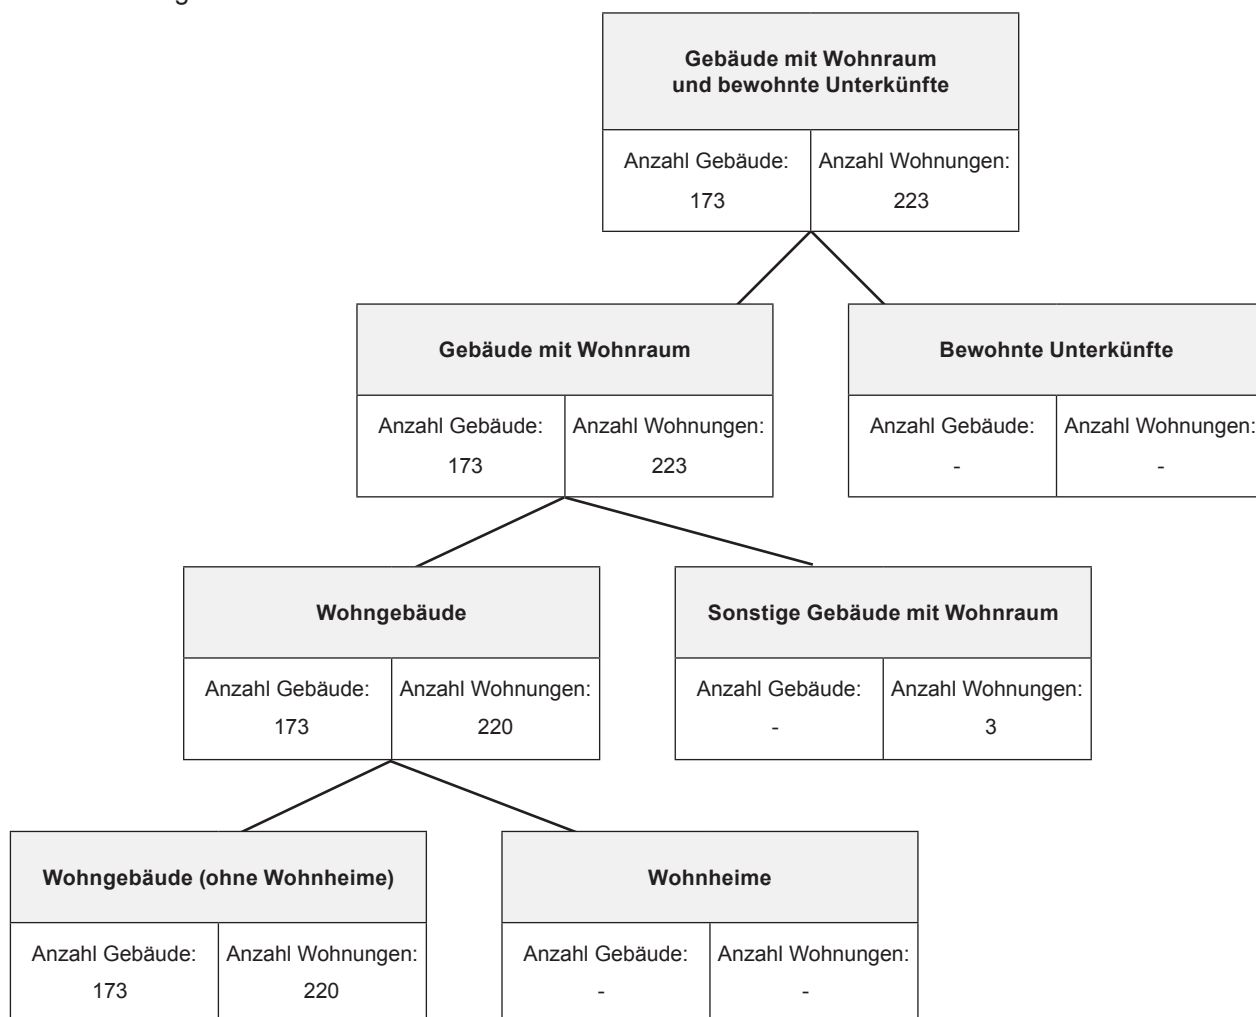 Gebäude mit Wohnraum
und bewohnte Unterkünfte
Anzahl Gebäude: Anzahl Wohnungen:
173 223
Gebäude mit Wohnraum
Bewohnte Unterkünfte
Anzahl Gebäude: Anzahl Wohnungen:
173 223
Anzahl Gebäude: Anzahl Wohnungen:
- -
Wohngebäude
Sonstige Gebäude mit Wohnraum
Anzahl Gebäude: Anzahl Wohnungen:
173 220
Anzahl Gebäude: Anzahl Wohnungen:
- 3
Wohngebäude (ohne Wohnheime)
Wohnheime
Anzahl Gebäude: Anzahl Wohnungen:
173 220
Anzahl Gebäude: Anzahl Wohnungen:
- -